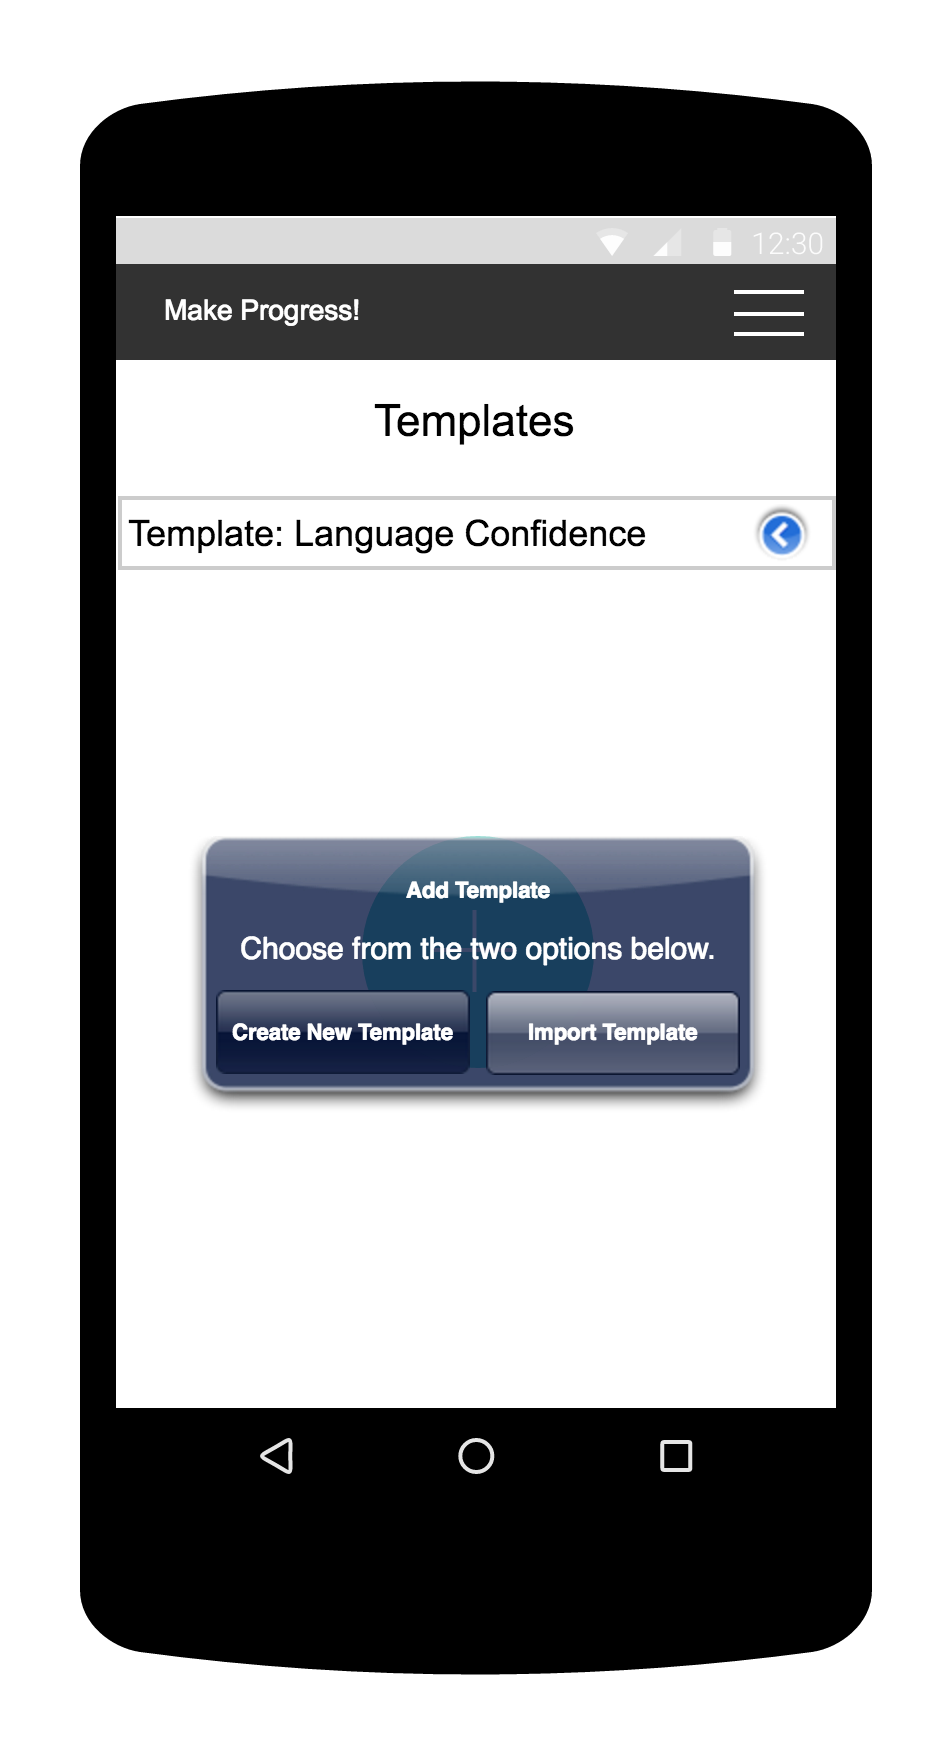 12:30
Make Progress!
Templates
Template: Language Confidence
Add Template
Choose from the two options below.
Create New Template
Import Template